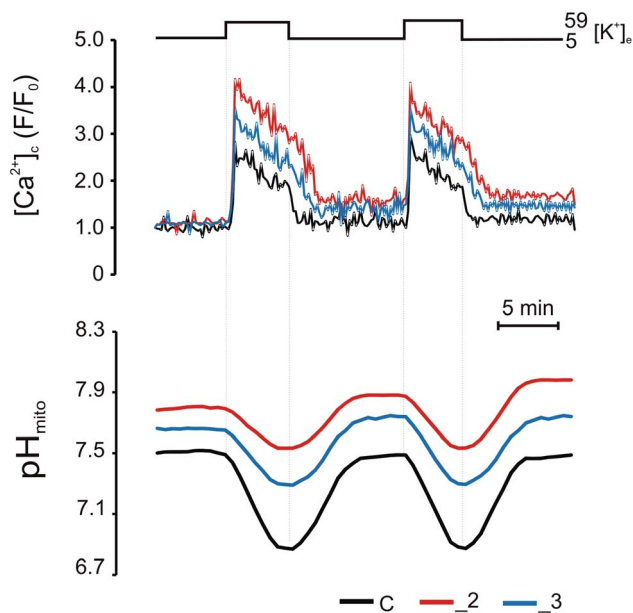 59
5 [K⁺]ₑ
5.0
4.0
3.0
2.0
1.0
0
[Ca²⁺]c (F/F₀)
5 min
8.3
7.9
7.5
7.1
6.7
pHmito
C _2 _3